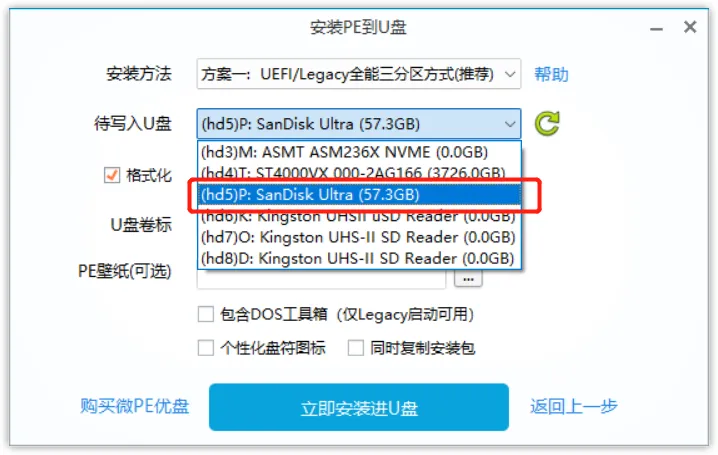 安装PE到U盘
安装方法 方案一：UEFI/Legacy全能三分区方式(推荐) 帮助
待写入U盘 (hd5)P: SanDisk Ultra (57.3GB)
(hd3)M: ASMT ASM236X NVME (0.0GB)
格式化 (hd4)T: ST4000VX 000-2AG166 (3726.0GB)
(hd5)P: SanDisk Ultra (57.3GB)
U盘卷标 (hd6)K: Kingston UHSII uSD Reader (0.0GB)
(hd7)O: Kingston UHS-II SD Reader (0.0GB)
(hd8)D: Kingston UHS-II SD Reader (0.0GB)
PE壁纸(可选) ...
包含DOS工具箱（仅Legacy启动可用）
个性化盘符图标 同时复制安装包
购买微PE优盘 立即安装进U盘 返回上一步